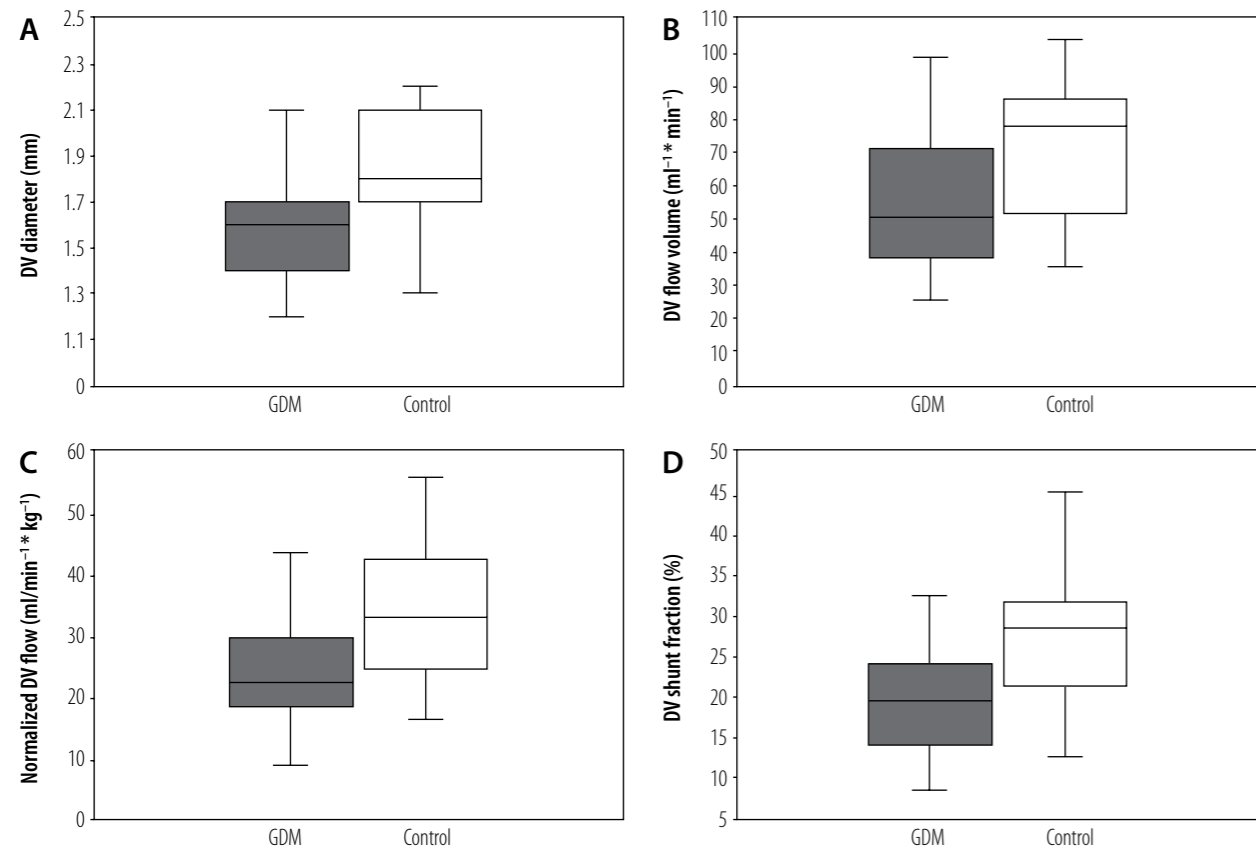 A
DV diameter (mm)
2.5
2.3
2.1
1.9
1.7
1.5
1.3
1.1
0
GDM
Control
B
DV flow volume (ml⁻¹ * min⁻¹)
110
100
90
80
70
60
50
40
30
20
10
0
GDM
Control
C
Normalized DV flow (ml/min⁻¹ * kg⁻¹)
60
50
40
30
20
10
0
GDM
Control
D
DV shunt fraction (%)
50
45
40
35
30
25
20
15
10
5
GDM
Control